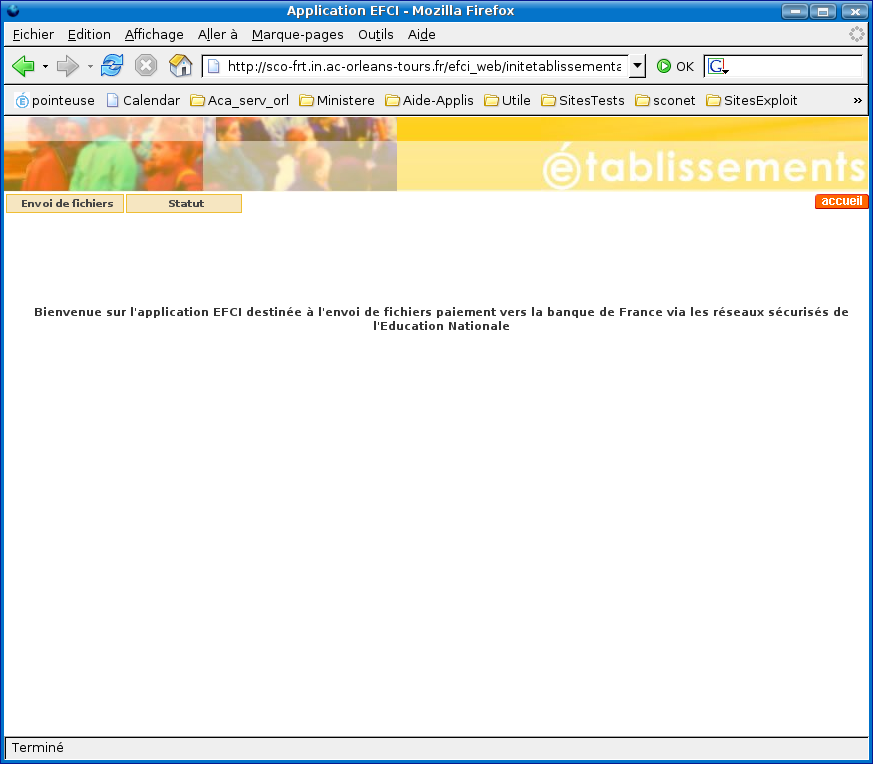 Application EFCI - Mozilla Firefox
Fichier Edition Affichage Aller à Marque-pages Outils Aide
http://sco-frt.in.ac-orleans-tours.fr/efci_web/initetablissementa OK G
pointeuse Calendar Aca_serv_orl Ministere Aide-Applis Utile SitesTests sconet SitesExploit »
établissements
Envoi de fichiers Statut accueil
Bienvenue sur l'application EFCI destinée à l'envoi de fichiers paiement vers la banque de France via les réseaux sécurisés de
l'Education Nationale
Terminé